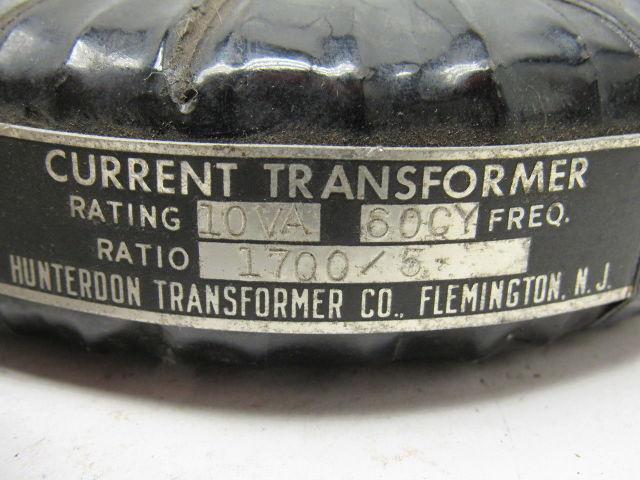 CURRENT TRANSFORMER
RATING 10VA 60CY FREQ.
RATIO 1700/5
HUNTERDON TRANSFORMER CO., FLEMINGTON, N. J.